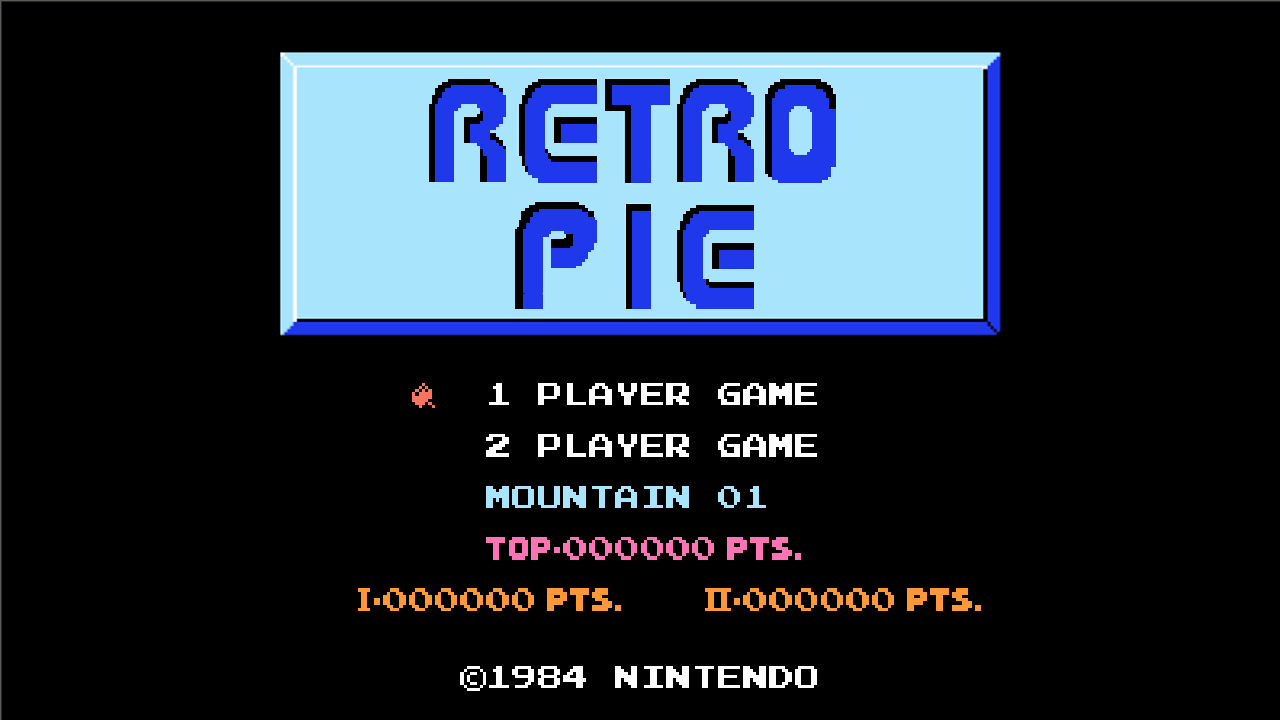 RETRO
PIE
1 PLAYER GAME
2 PLAYER GAME
MOUNTAIN 01
TOP·000000 PTS.
I·000000 PTS. II·000000 PTS.
©1984 NINTENDO